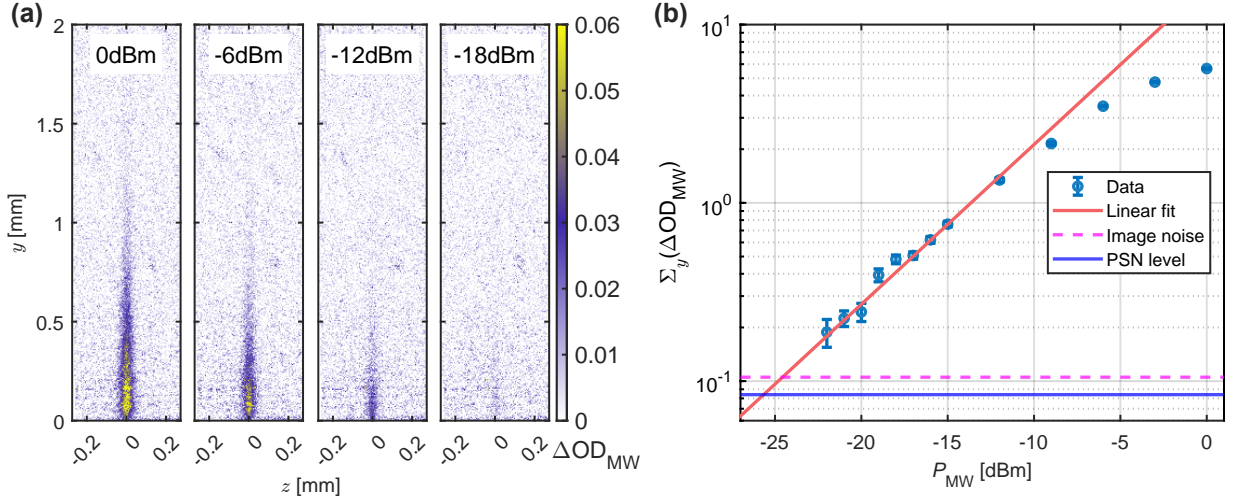 (a)
0dBm
-6dBm
-12dBm
-18dBm
2
1.5
1
0.5
0
y [mm]
-0.2 0 0.2
-0.2 0 0.2
-0.2 0 0.2
-0.2 0 0.2
z [mm]
0.06
0.05
0.04
0.03
0.02
0.01
0
ΔOD_MW
(b)
10^1
10^0
10^-1
Σ_y(ΔOD_MW)
Data
Linear fit
Image noise
PSN level
-25 -20 -15 -10 -5 0
P_MW [dBm]